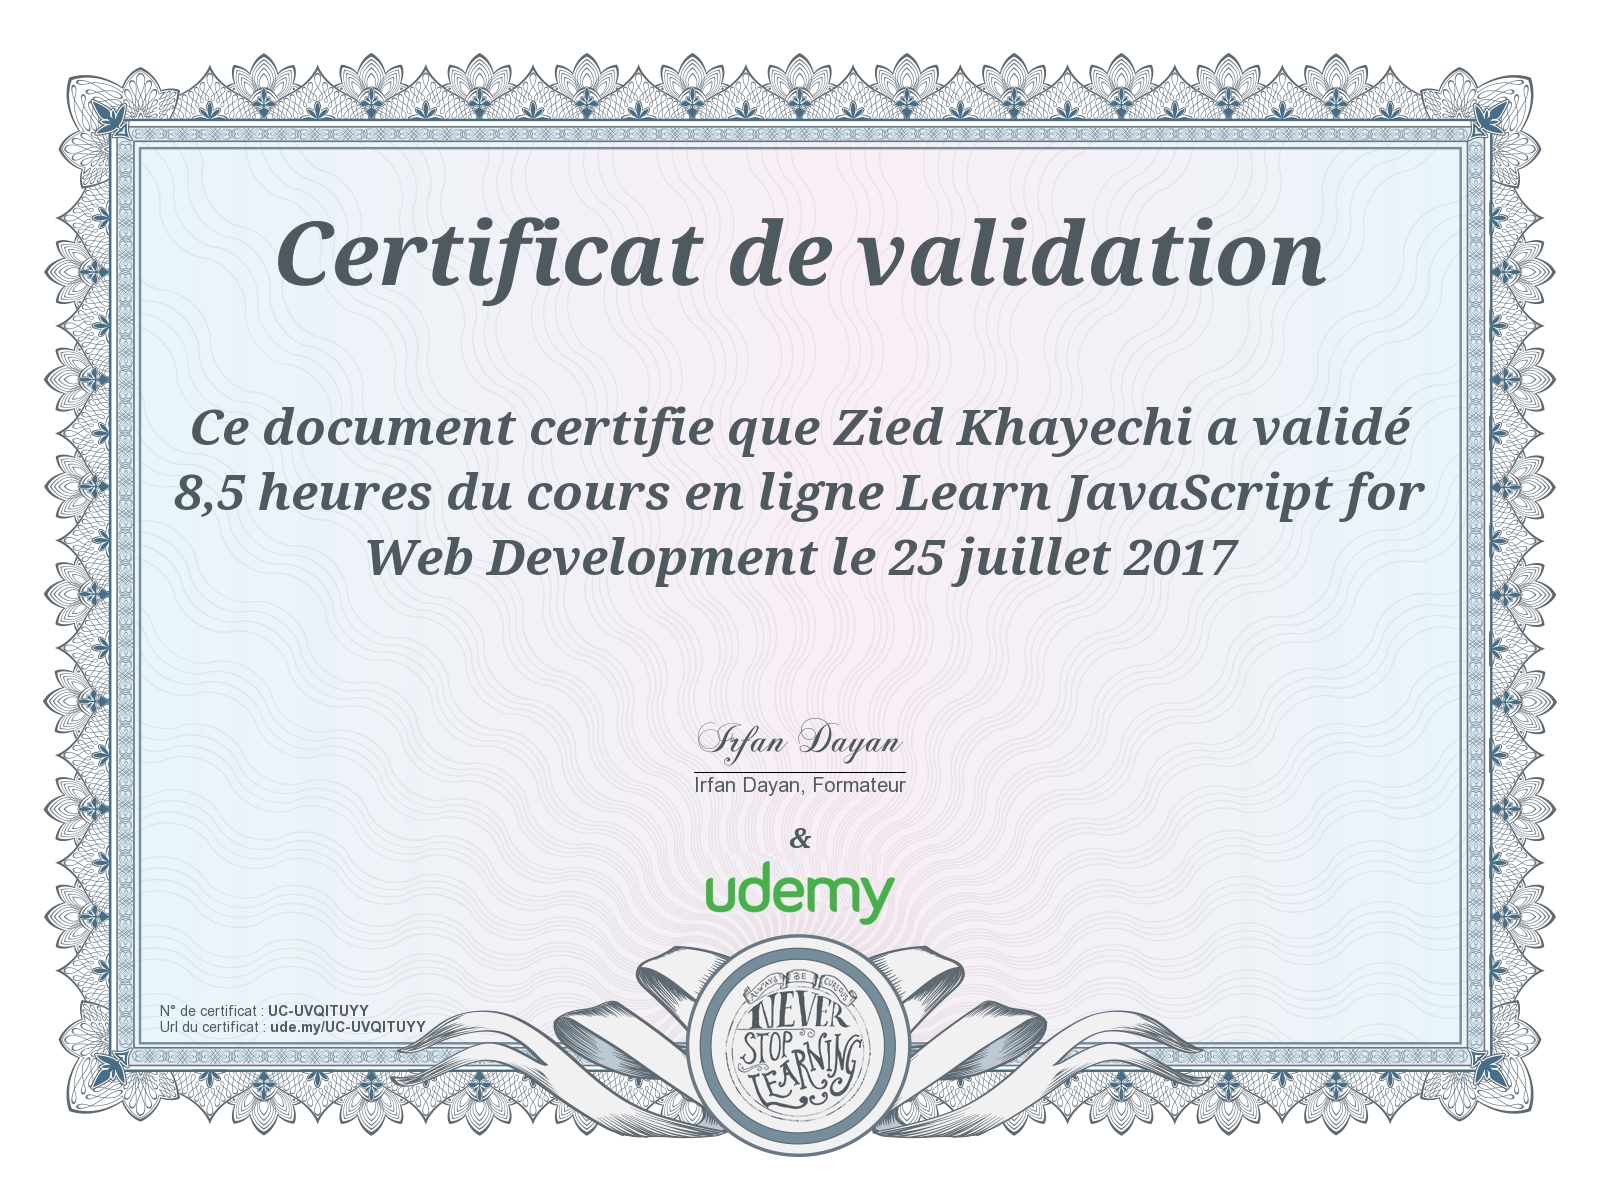 Certificat de validation
Ce document certifie que Zied Khayechi a validé
8,5 heures du cours en ligne Learn JavaScript for
Web Development le 25 juillet 2017
Irfan Dayan
Irfan Dayan, Formateur
&
udemy
ALWAYS BE CURIOUS
NEVER
STOP
LEARNING
N° de certificat : UC-UVQITUYY
Url du certificat : ude.my/UC-UVQITUYY